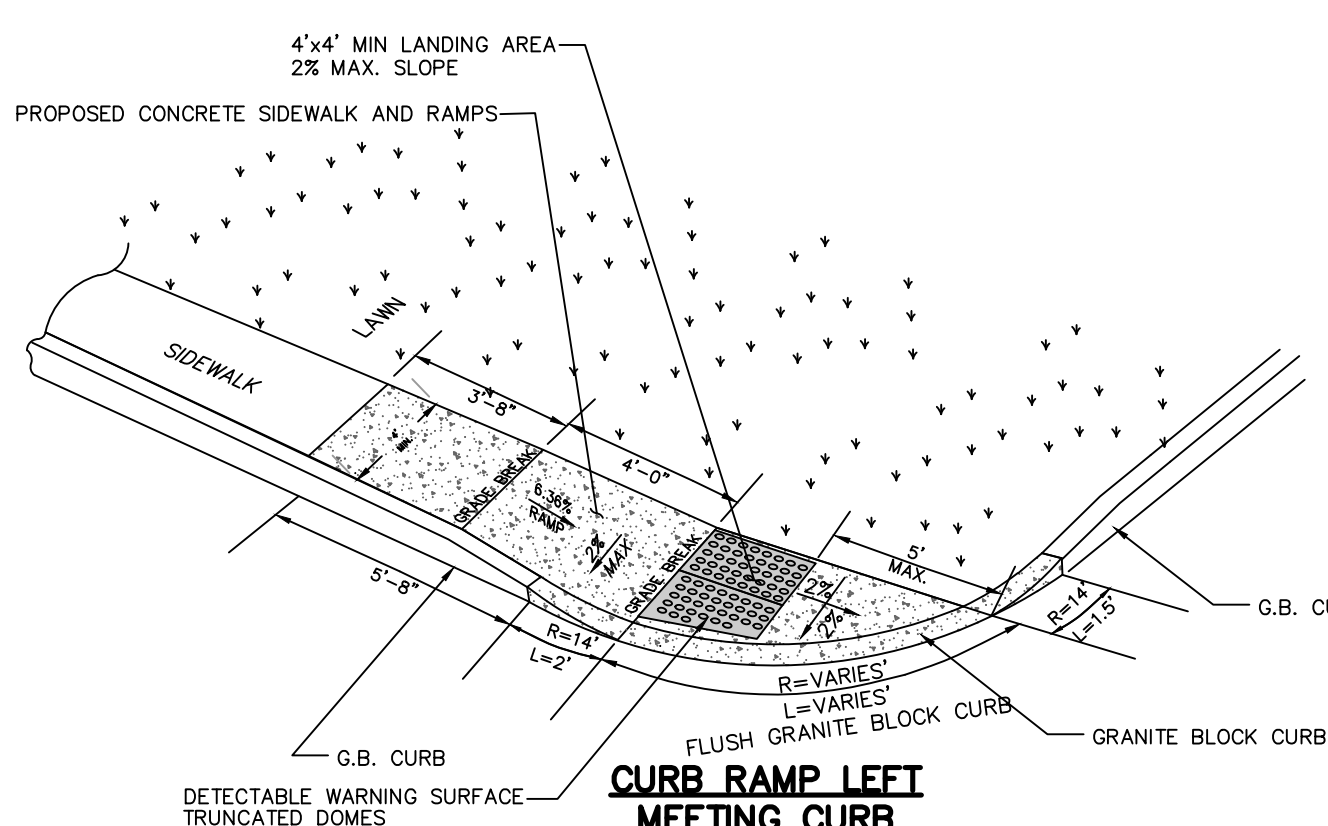 4'x4' MIN LANDING AREA
2% MAX. SLOPE
PROPOSED CONCRETE SIDEWALK AND RAMPS
LAWN
SIDEWALK
3'-8"
4'
MIN.
GRADE BREAK
4'-0"
6.36%
RAMP
2%
MAX
GRADE BREAK
5'
MAX.
2%
2%
5'-8"
R=14'
L=2'
R=14'
L=1.5'
R=VARIES'
L=VARIES'
FLUSH GRANITE BLOCK CURB
G.B. CU
GRANITE BLOCK CURB
G.B. CURB
DETECTABLE WARNING SURFACE
TRUNCATED DOMES
CURB RAMP LEFT
MEETING CURB